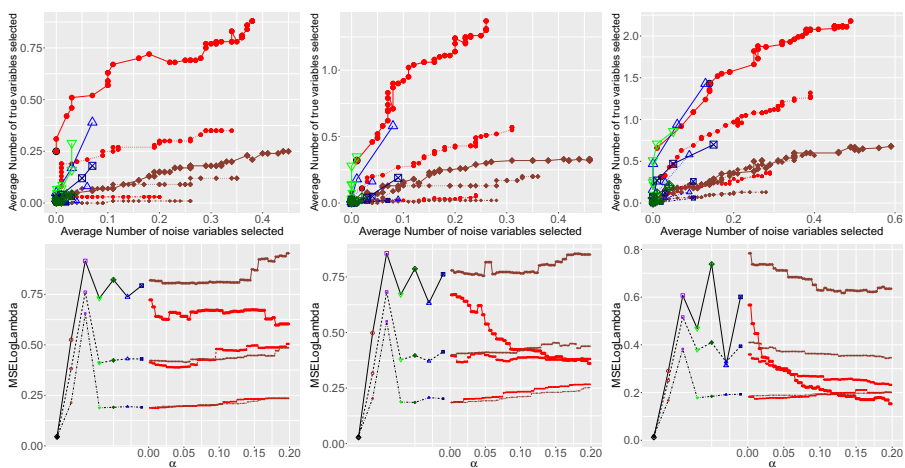 Average Number of true variables selected
0.75
0.50
0.25
0.00
0.0 0.1 0.2 0.3 0.4
Average Number of noise variables selected
Average Number of true variables selected
1.0
0.5
0.0
0.0 0.1 0.2 0.3 0.4 0.5
Average Number of noise variables selected
Average Number of true variables selected
2.0
1.5
1.0
0.5
0.0
0.0 0.2 0.4 0.6
Average Number of noise variables selected
MSELogLambda
0.75
0.50
0.25
0.00
0.00 0.05 0.10 0.15 0.20
α
MSELogLambda
0.75
0.50
0.25
0.00
0.00 0.05 0.10 0.15 0.20
α
MSELogLambda
0.8
0.6
0.4
0.2
0.0
0.00 0.05 0.10 0.15 0.20
α